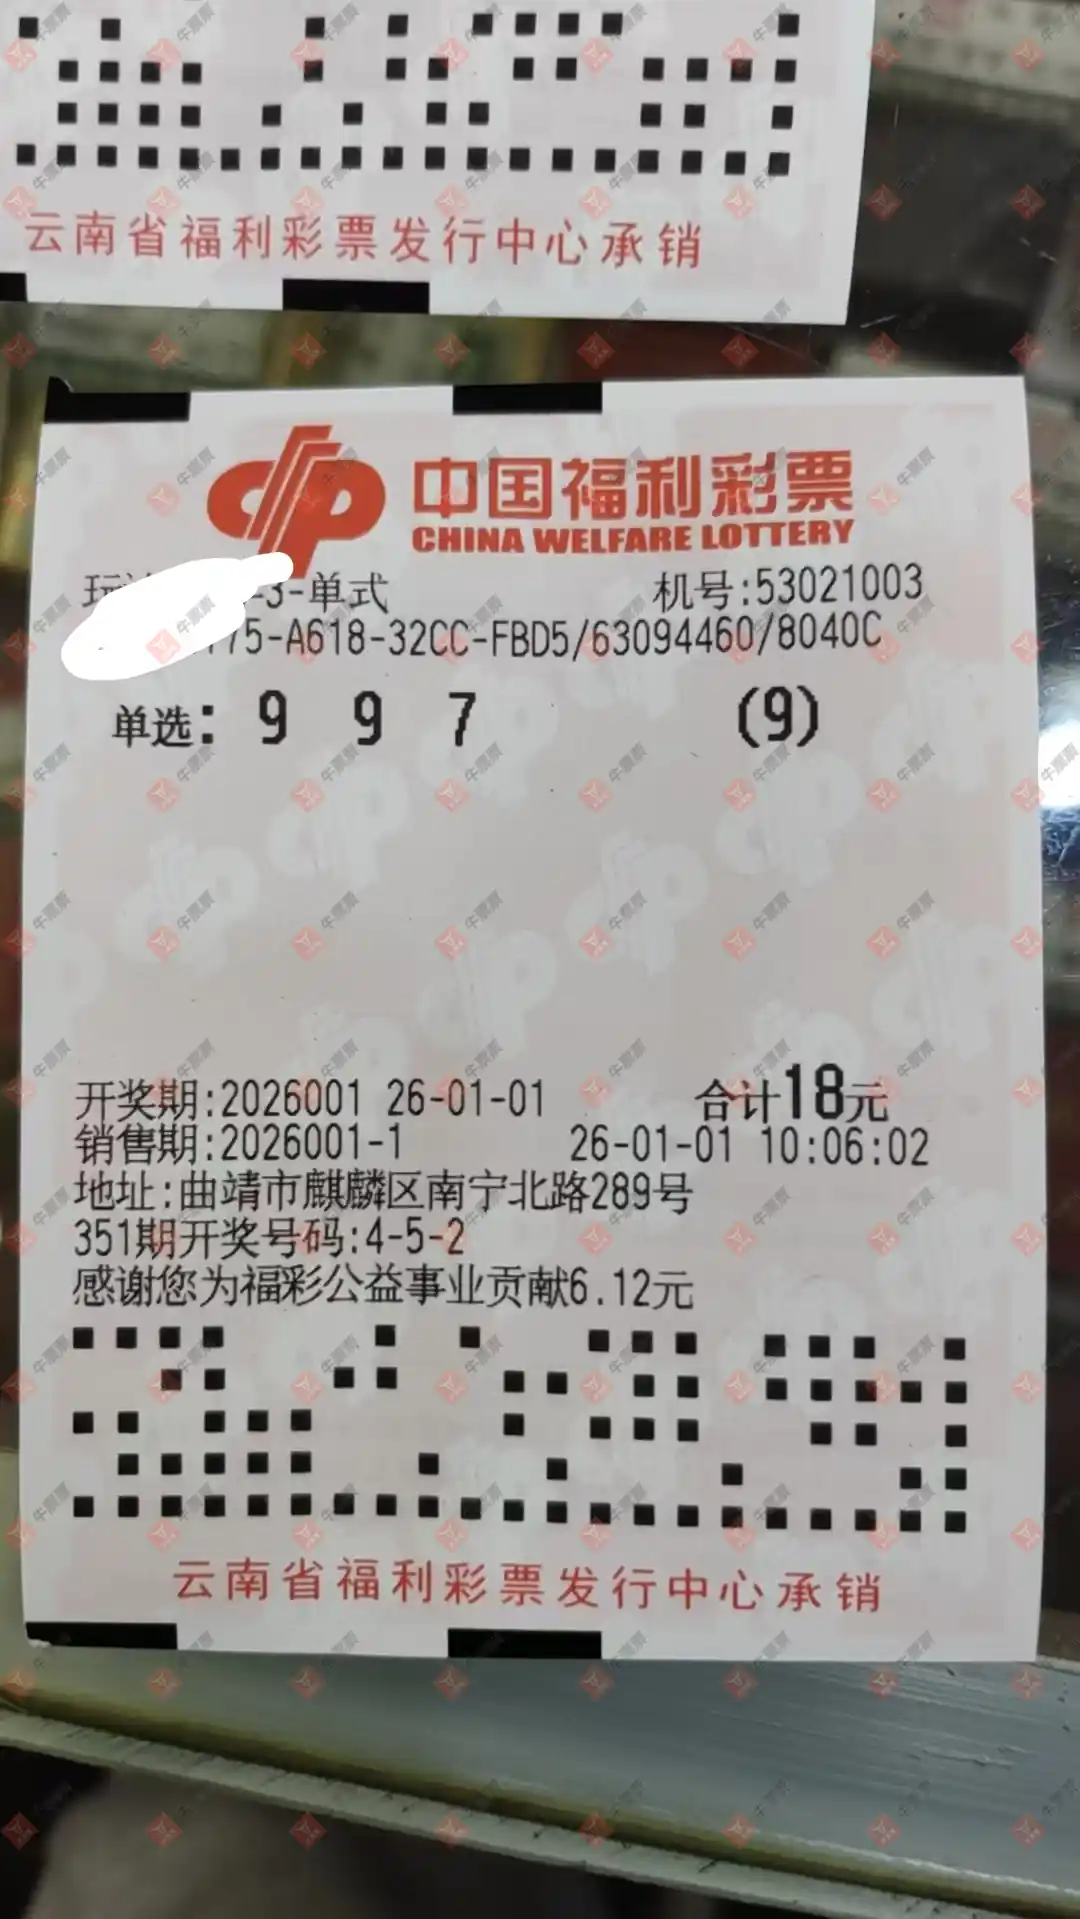 云南省福利彩票发行中心承销
中国福利彩票
CHINA WELFARE LOTTERY
玩 -3-单式 机号:53021003
75-A618-32CC-FBD5/63094460/8040C
单选: 9 9 7 (9)
开奖期:2026001 26-01-01 合计18元
销售期:2026001-1 26-01-01 10:06:02
地址:曲靖市麒麟区南宁北路289号
351期开奖号码:4-5-2
感谢您为福彩公益事业贡献6.12元
云南省福利彩票发行中心承销
牛票票